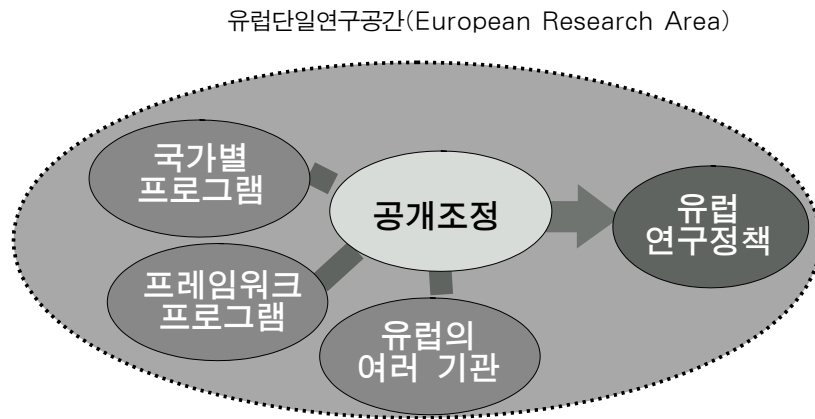 유럽단일연구공간(European Research Area)
국가별
프로그램
공개조정
유럽
연구정책
프레임워크
프로그램
유럽의
여러 기관